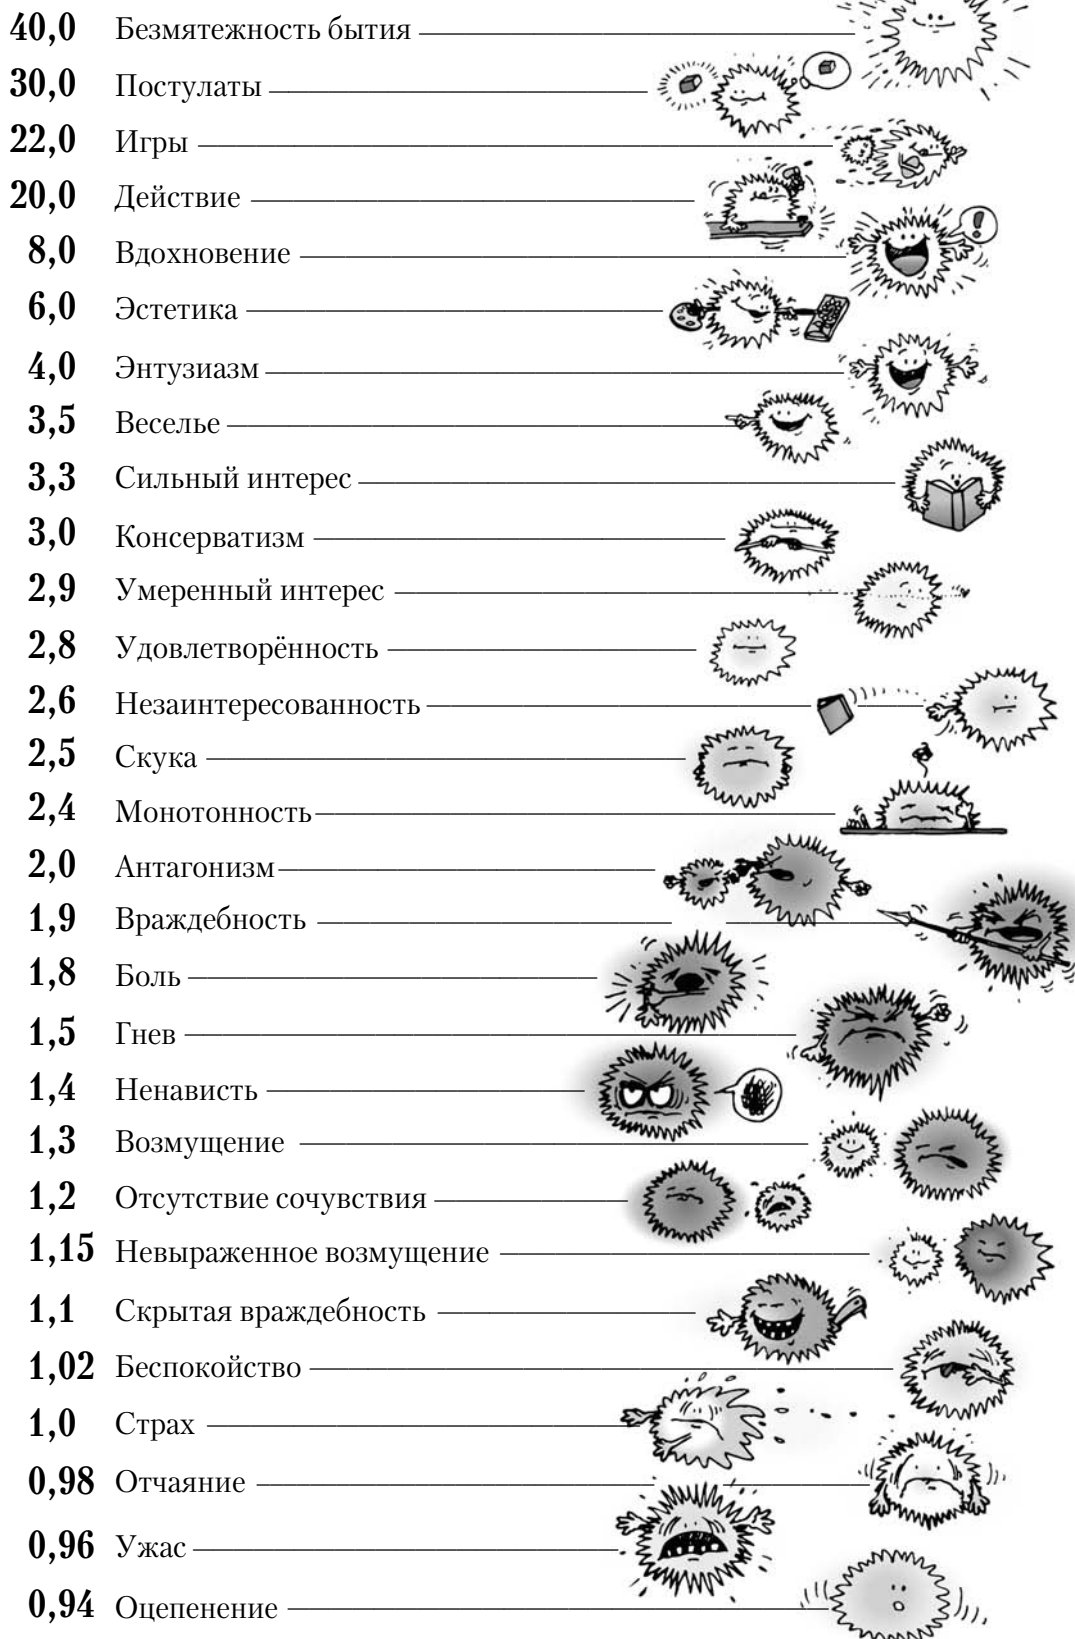 40,0 Безмятежность бытия
30,0 Постулаты
22,0 Игры
20,0 Действие
8,0 Вдохновение
!
6,0 Эстетика
4,0 Энтузиазм
3,5 Веселье
3,3 Сильный интерес
3,0 Консерватизм
2,9 Умеренный интерес
2,8 Удовлетворённость
2,6 Незаинтересованность
2,5 Скука
2,4 Монотонность
2,0 Антагонизм
1,9 Враждебность
1,8 Боль
1,5 Гнев
1,4 Ненависть
1,3 Возмущение
1,2 Отсутствие сочувствия
1,15 Невыраженное возмущение
1,1 Скрытая враждебность
1,02 Беспокойство
1,0 Страх
0,98 Отчаяние
0,96 Ужас
0,94 Оцепенение